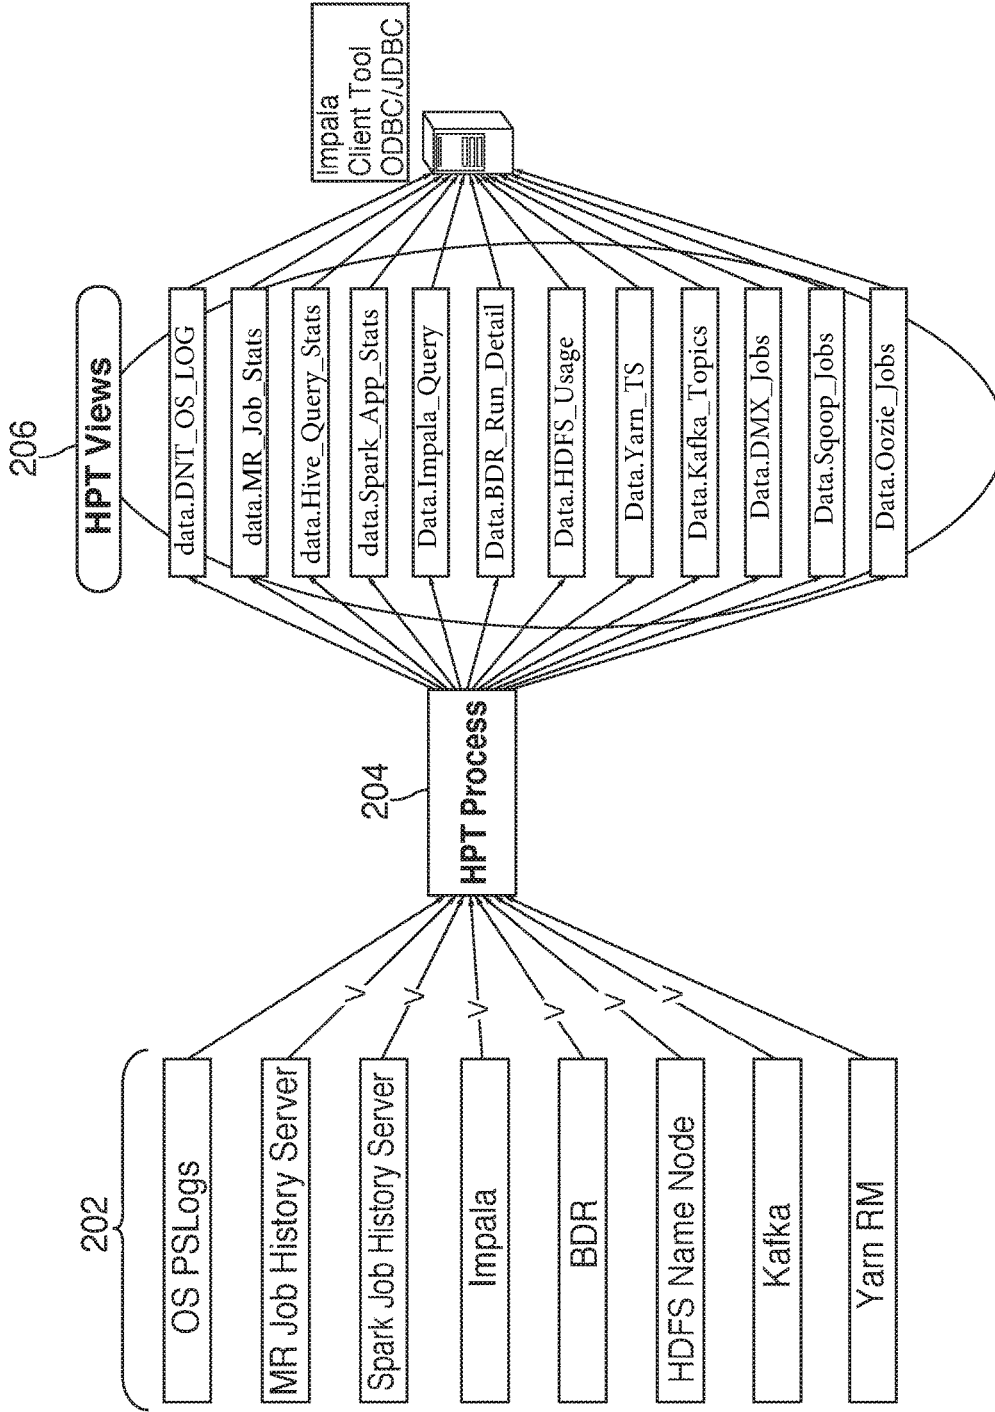 202
OS PSLogs
MR Job History Server
Spark Job History Server
Impala
BDR
HDFS Name Node
Kafka
Yarn RM
V
V
V
V
V
V
204
HPT Process
206
HPT Views
data.DNT_OS_LOG
data.MR_Job_Stats
data.Hive_Query_Stats
data.Spark_App_Stats
Data.Impala_Query
Data.BDR_Run_Detail
Data.HDFS_Usage
Data.Yarn_TS
Data.Kafka_Topics
Data.DMX_Jobs
Data.Sqoop_Jobs
Data.Oozie_Jobs
Impala
Client Tool
ODBC/JDBC